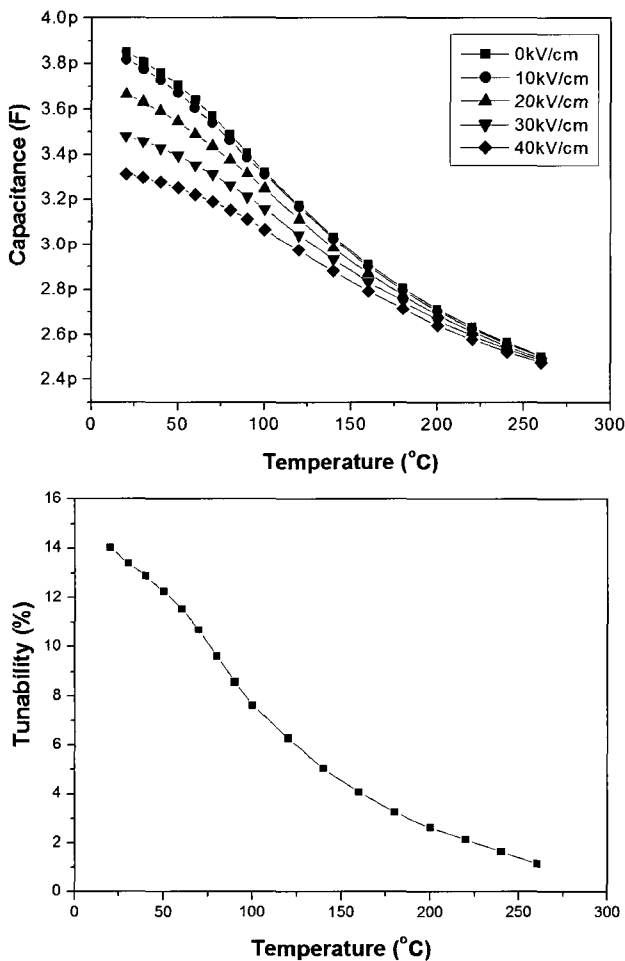 4.0p
3.8p
3.6p
3.4p
3.2p
3.0p
2.8p
2.6p
2.4p
Capacitance (F)
0kV/cm
10kV/cm
20kV/cm
30kV/cm
40kV/cm
0 50 100 150 200 250 300
Temperature (°C)
16
14
12
10
8
6
4
2
0
Tunability (%)
0 50 100 150 200 250 300
Temperature (°C)